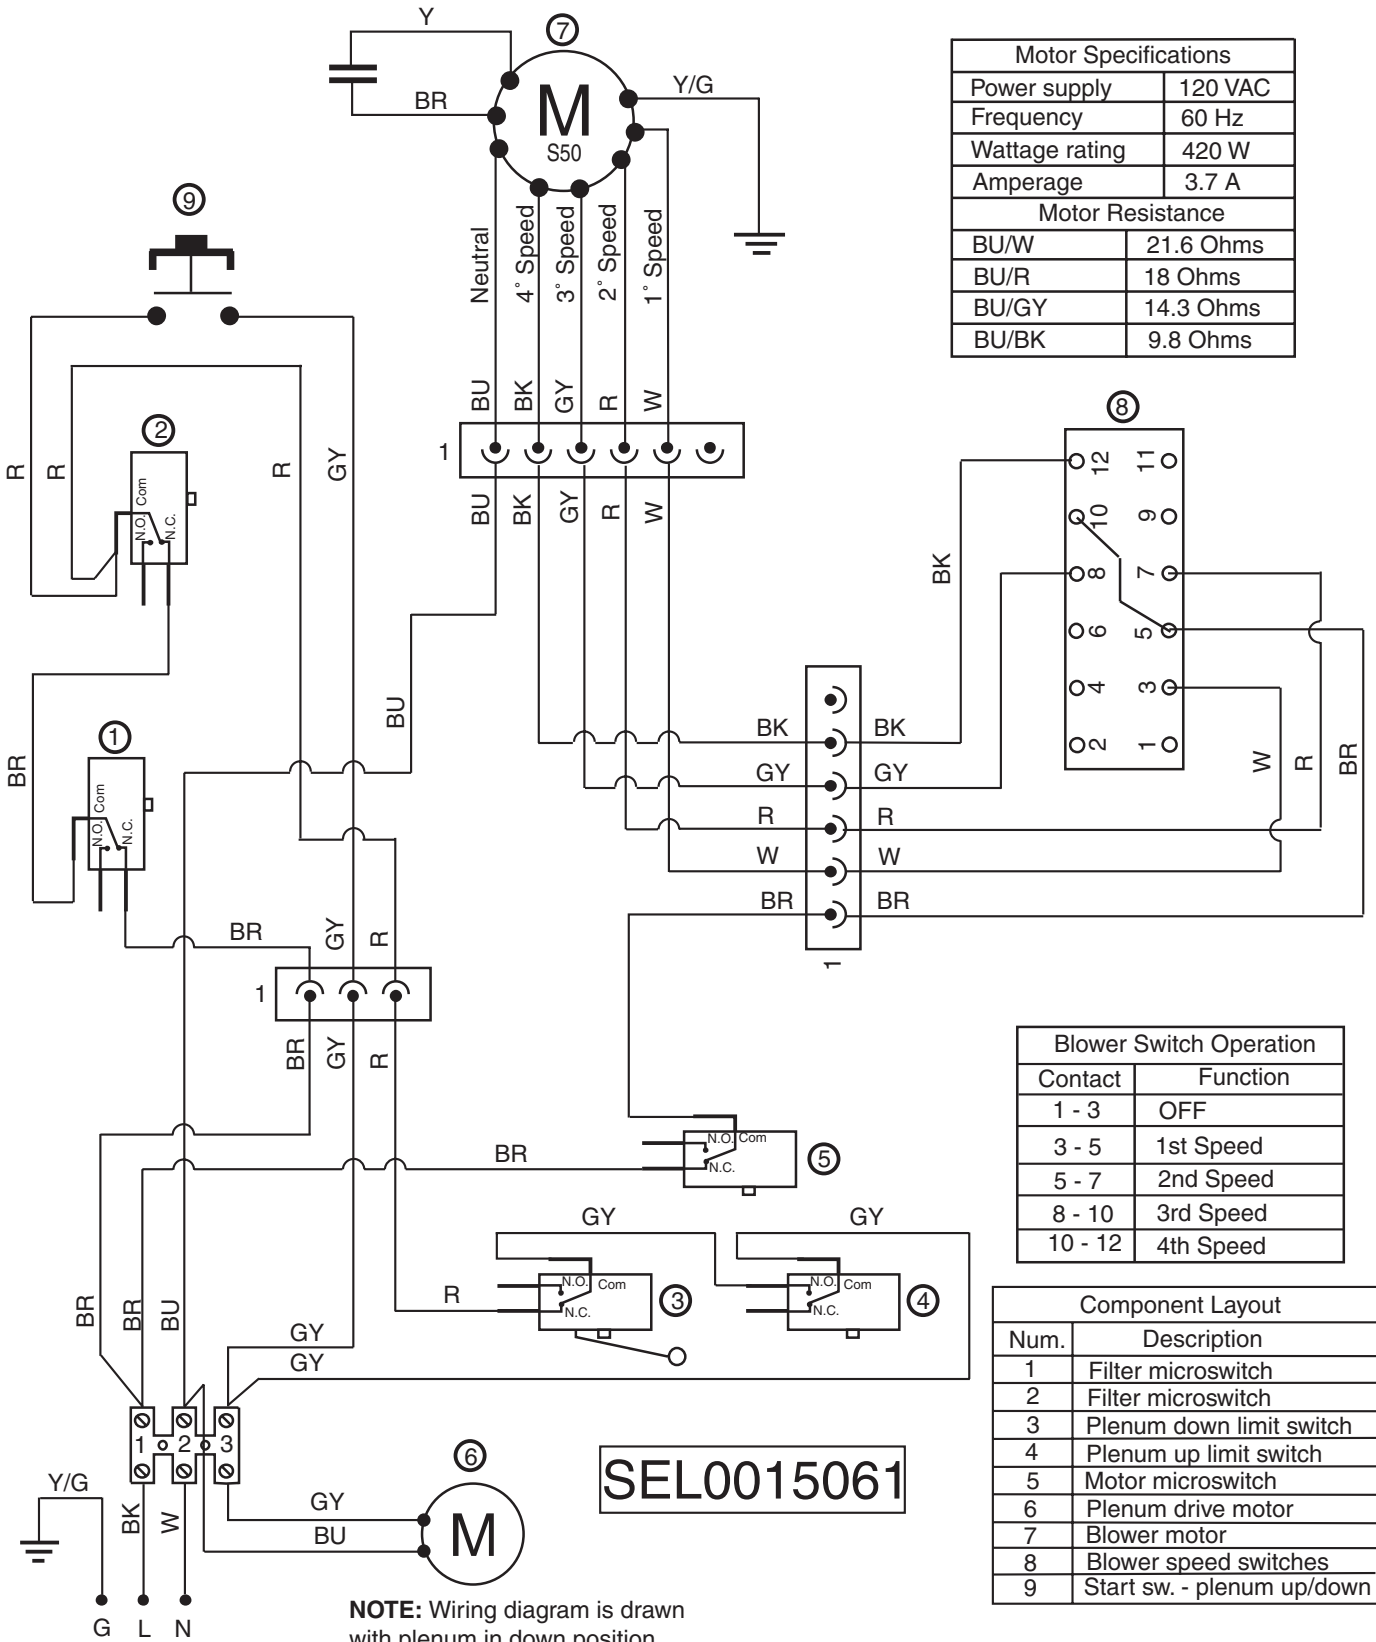 Y
7
BR
Y/G
M
S50
9
Neutral
4° Speed
3° Speed
2° Speed
1° Speed
Motor Specifications
Power supply 120 VAC
Frequency 60 Hz
Wattage rating 420 W
Amperage 3.7 A
Motor Resistance
BU/W 21.6 Ohms
BU/R 18 Ohms
BU/GY 14.3 Ohms
BU/BK 9.8 Ohms
BU BK GY R W
1
BU BK GY R W
R R R GY
2
Com
N.O.
N.C.
8
12 11
10 9
8 7
6 5
4 3
2 1
BK
BU
BR
1
Com
N.O.
N.C.
BK BK
GY GY
R R
W W
BR BR
1
W R BR
BR GY R
1
BR GY R
Blower Switch Operation
Contact Function
1 - 3 OFF
3 - 5 1st Speed
5 - 7 2nd Speed
8 - 10 3rd Speed
10 - 12 4th Speed
BR
N.O. Com
N.C.
5
GY GY
R
N.O. Com
N.C.
3
N.O. Com
N.C.
4
BR BR BU
GY
GY
Component Layout
Num. Description
1 Filter microswitch
2 Filter microswitch
3 Plenum down limit switch
4 Plenum up limit switch
5 Motor microswitch
6 Plenum drive motor
7 Blower motor
8 Blower speed switches
9 Start sw. - plenum up/down
1 2 3
6
SEL0015061
Y/G
BK W
GY
BU
M
G L N
NOTE: Wiring diagram is drawn
with plenum in down position